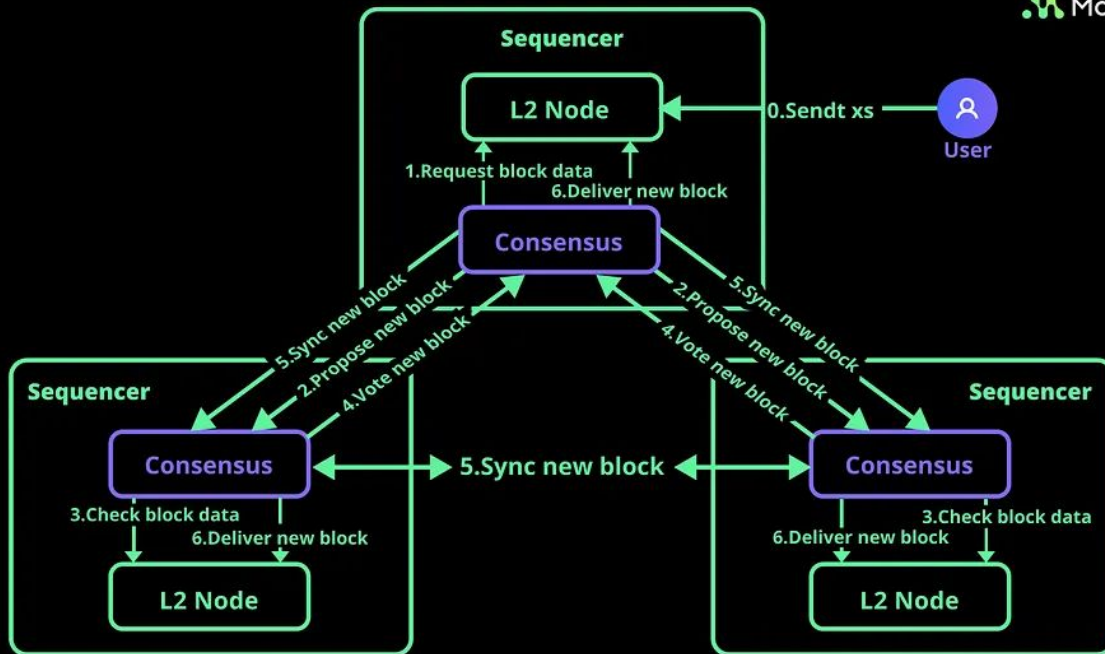 Sequencer
L2 Node
0.Sendt xs
User
1.Request block data
6.Deliver new block
Consensus
5.Sync new block
2.Propose new block
4.Vote new block
5.Sync new block
2.Propose new block
4.Vote new block
Sequencer
Sequencer
Consensus
5.Sync new block
Consensus
3.Check block data
6.Deliver new block
3.Check block data
6.Deliver new block
L2 Node
L2 Node